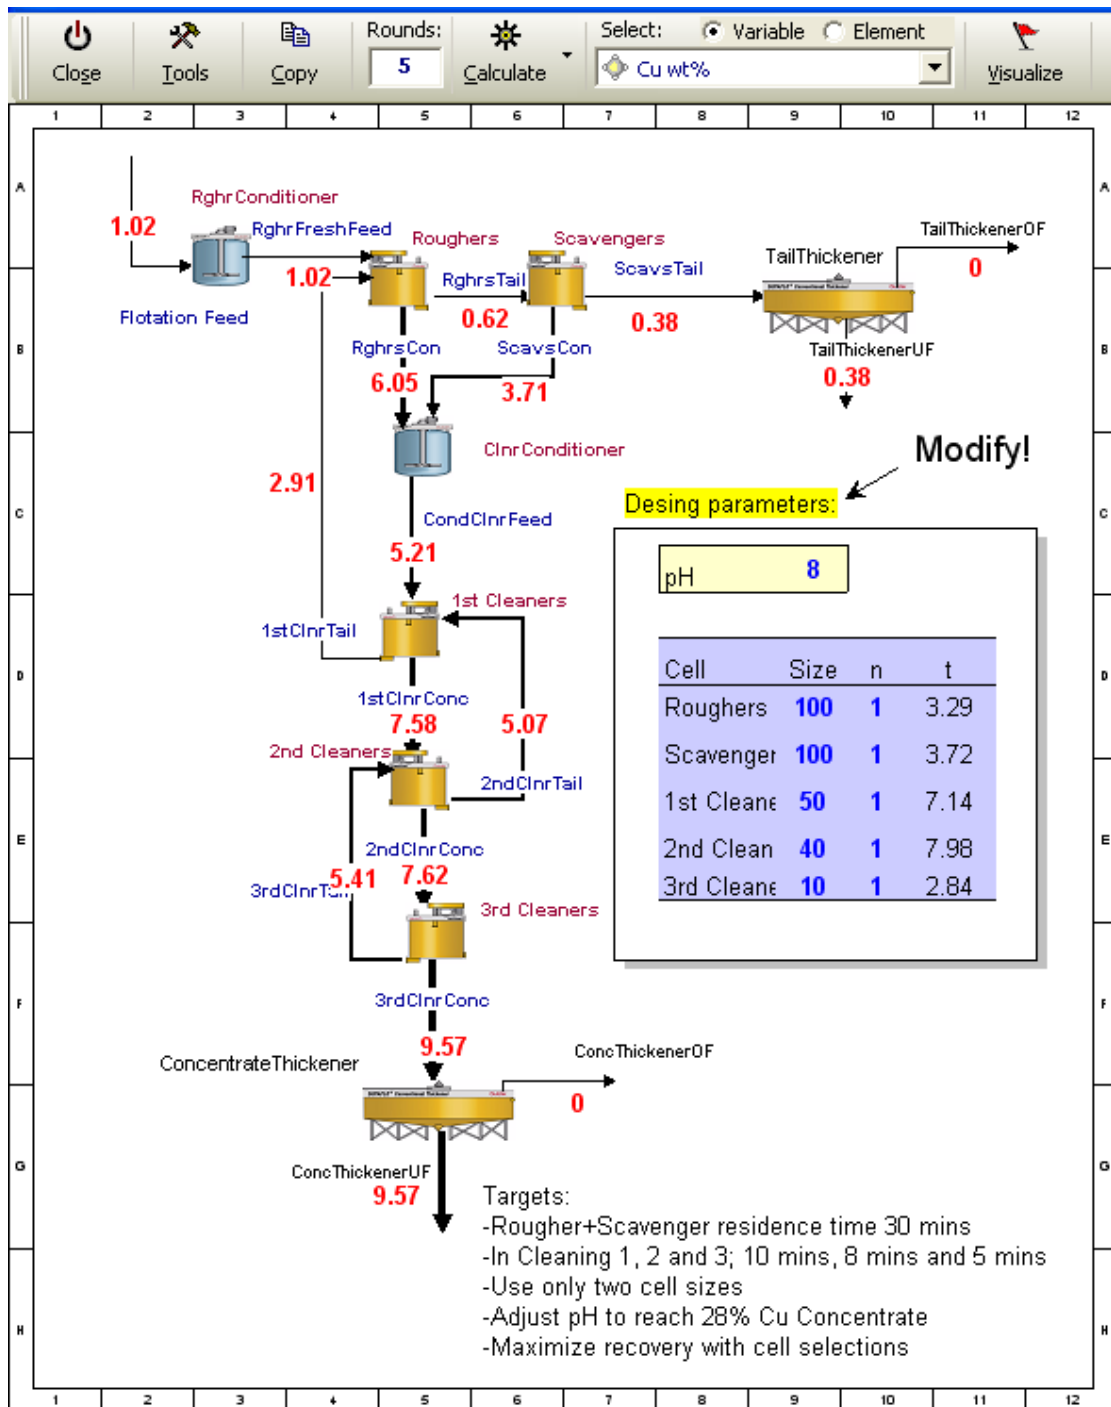 Rounds:
Select:
Variable
Element
5
Cu wt%
Close
Tools
Copy
Calculate
Visualize
1 2 3 4 5 6 7 8 9 10 11 12
A
A
RghrConditioner
1.02
RghrFreshFeed
Roughers
Scavengers
TailThickenerOF
TailThickener
0
1.02
RghrsTail
ScavsTail
Flotation Feed
0.62
0.38
B
B
RghrsCon
ScavsCon
TailThickenerUF
6.05
3.71
0.38
ClnrConditioner
Modify!
2.91
Desing parameters:
C
C
CondClnrFeed
5.21
pH 8
1st Cleaners
1stClnrTail
D
D
Cell Size n t
1stClnrConc
Roughers 100 1 3.29
7.58
5.07
2nd Cleaners
Scavenger 100 1 3.72
2ndClnrTail
1st Cleane 50 1 7.14
E
E
2ndClnrConc
2nd Clean 40 1 7.98
3rdClnrTail
5.41
7.62
3rd Cleane 10 1 2.84
3rd Cleaners
F
F
3rdClnrConc
9.57
ConcThickenerOF
ConcentrateThickener
0
G
G
ConcThickenerUF
9.57
Targets:
-Rougher+Scavenger residence time 30 mins
-In Cleaning 1, 2 and 3; 10 mins, 8 mins and 5 mins
-Use only two cell sizes
-Adjust pH to reach 28% Cu Concentrate
-Maximize recovery with cell selections
H
H
1 2 3 4 5 6 7 8 9 10 11 12